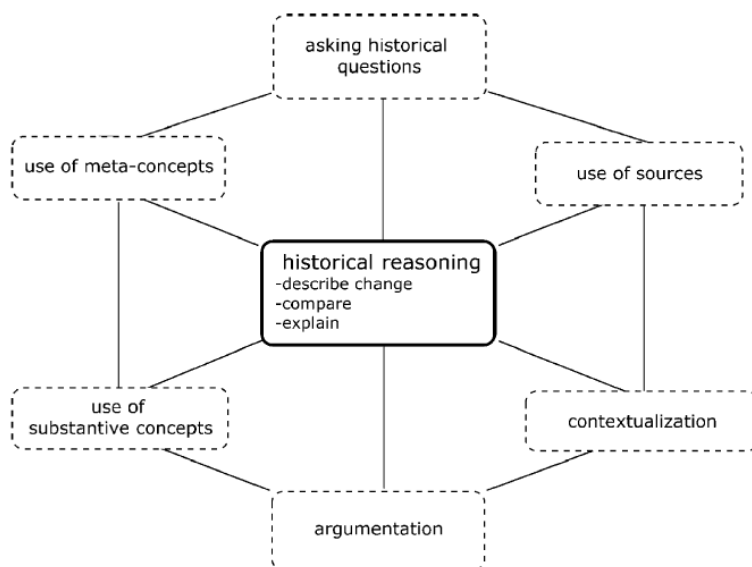 asking historical
questions
use of meta-concepts
use of sources
historical reasoning
-describe change
-compare
-explain
use of
substantive concepts
contextualization
argumentation